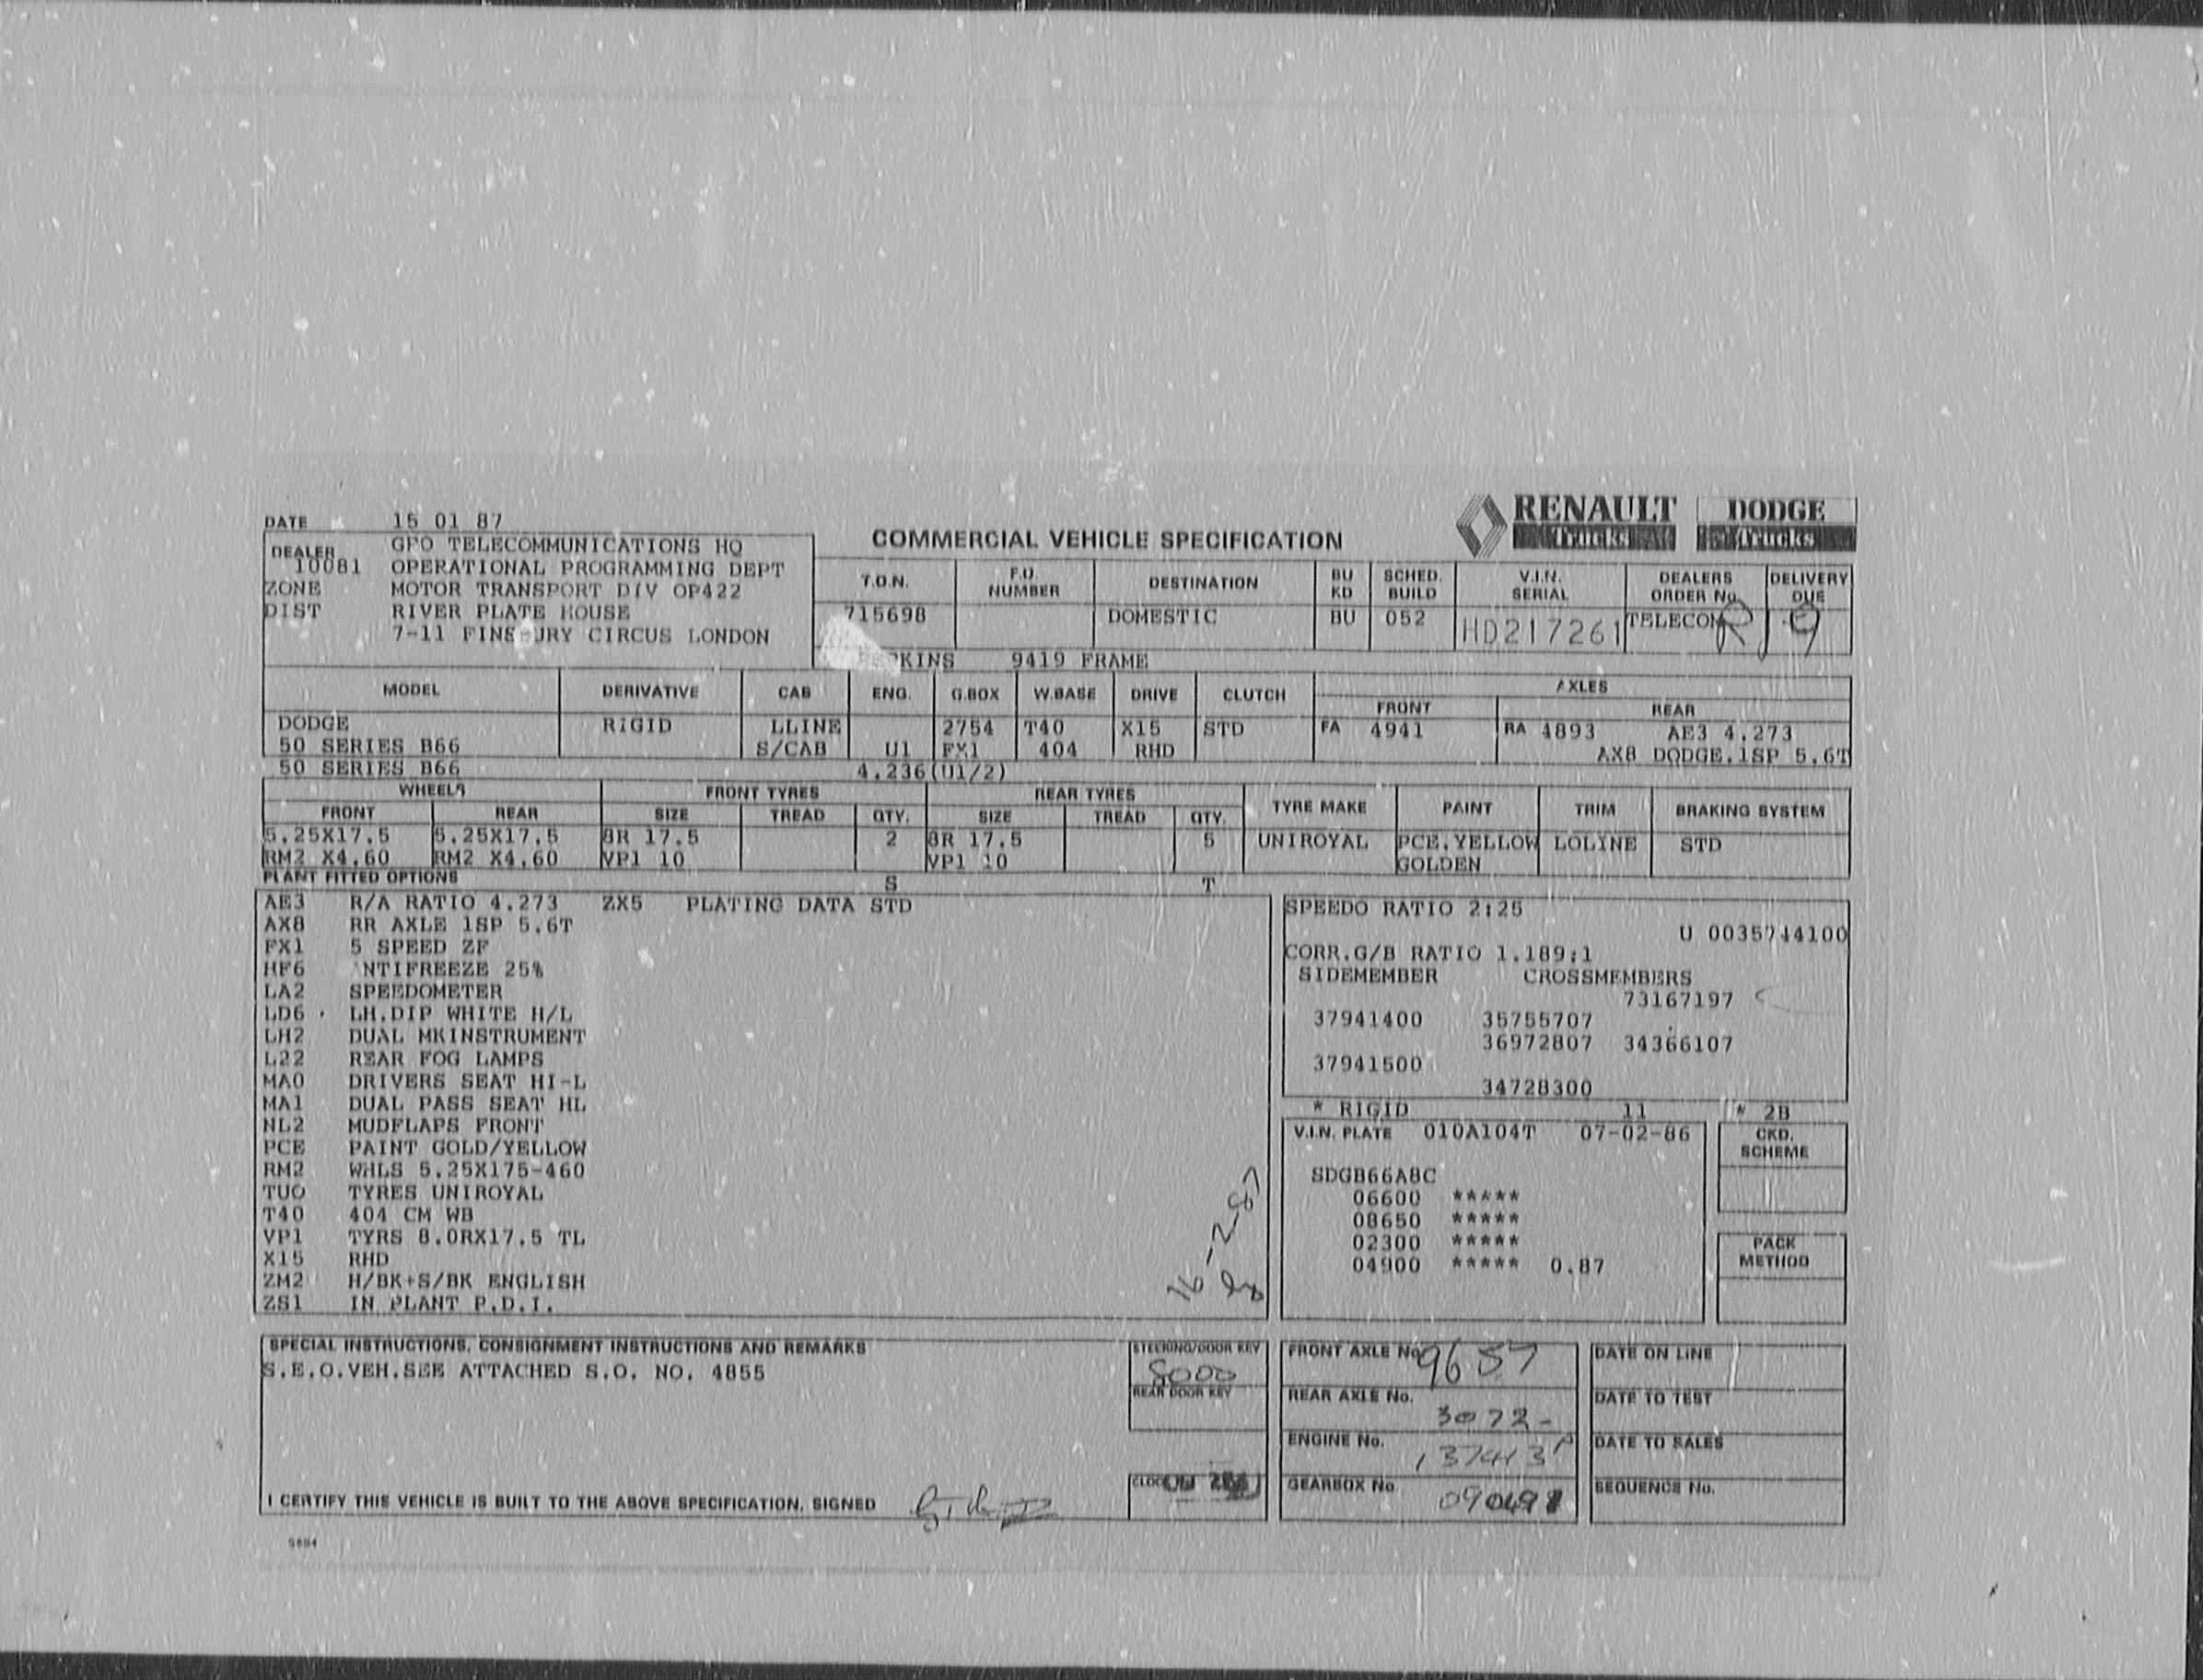 DATE 15 01 87
RENAULT Trucks DODGE Trucks
COMMERCIAL VEHICLE SPECIFICATION
DEALER 10081 GPO TELECOMMUNICATIONS HQ
OPERATIONAL PROGRAMMING DEPT
ZONE MOTOR TRANSPORT DIV OP422
DIST RIVER PLATE HOUSE
7-11 FINSBURY CIRCUS LONDON
T.O.N. F.O. NUMBER DESTINATION BU KD SCHED. BUILD V.I.N. SERIAL DEALERS ORDER No. DELIVERY DUE
715698 DOMESTIC BU 052 HD217261 TELECOM
9419 FRAME
MODEL DERIVATIVE CAB ENG. G.BOX W.BASE DRIVE CLUTCH AXLES
FRONT REAR
DODGE RIGID LLINE 2754 T40 X15 STD FA 4941 RA 4893 AE3 4.273
50 SERIES B66 S/CAB U1 FX1 404 RHD AX8 DODGE.1SP 5.6T
50 SERIES B66 4.236(U1/2)
WHEELS FRONT TYRES REAR TYRES TYRE MAKE PAINT TRIM BRAKING SYSTEM
FRONT REAR SIZE TREAD QTY. SIZE TREAD QTY.
5.25X17.5 5.25X17.5 8R 17.5 2 8R 17.5 5 UNIROYAL PCE.YELLOW LOLINE STD
RM2 X4.60 RM2 X4.60 VP1 10 VP1 10 GOLDEN
PLANT FITTED OPTIONS S T
AE3 R/A RATIO 4.273 ZX5 PLATING DATA STD
AX8 RR AXLE 1SP 5.6T
FX1 5 SPEED ZF
HF6 ANTIFREEZE 25%
LA2 SPEEDOMETER
LD6 LH.DIP WHITE H/L
LH2 DUAL MKINSTRUMENT
L22 REAR FOG LAMPS
MA0 DRIVERS SEAT HI-L
MA1 DUAL PASS SEAT HL
NL2 MUDFLAPS FRONT
PCE PAINT GOLD/YELLOW
RM2 WHLS 5.25X175-460
TUO TYRES UNIROYAL
T40 404 CM WB
VP1 TYRS 8.0RX17.5 TL
X15 RHD
ZM2 H/BK+S/BK ENGLISH
ZS1 IN PLANT P.D.I.
16-2-87
SPEEDO RATIO 2:25
U 0035744100
CORR.G/B RATIO 1.189:1
SIDEMEMBER CROSSMEMBERS
73167197
37941400 35755707
36972807 34366107
37941500
34728300
* RIGID 11 * 2B
V.I.N. PLATE 010A104T 07-02-86
CKD. SCHEME
SDGB66A8C
06600 *****
08650 *****
02300 *****
04900 ***** 0.87
PACK METHOD
SPECIAL INSTRUCTIONS, CONSIGNMENT INSTRUCTIONS AND REMARKS
S.E.O.VEH.SEE ATTACHED S.O. NO. 4855
STEERING/DOOR KEY
REAR DOOR KEY
FRONT AXLE No. 9637
REAR AXLE No. 3072-
ENGINE No. 137413
GEARBOX No.
DATE ON LINE
DATE TO TEST
DATE TO SALES
SEQUENCE No.
I CERTIFY THIS VEHICLE IS BUILT TO THE ABOVE SPECIFICATION, SIGNED